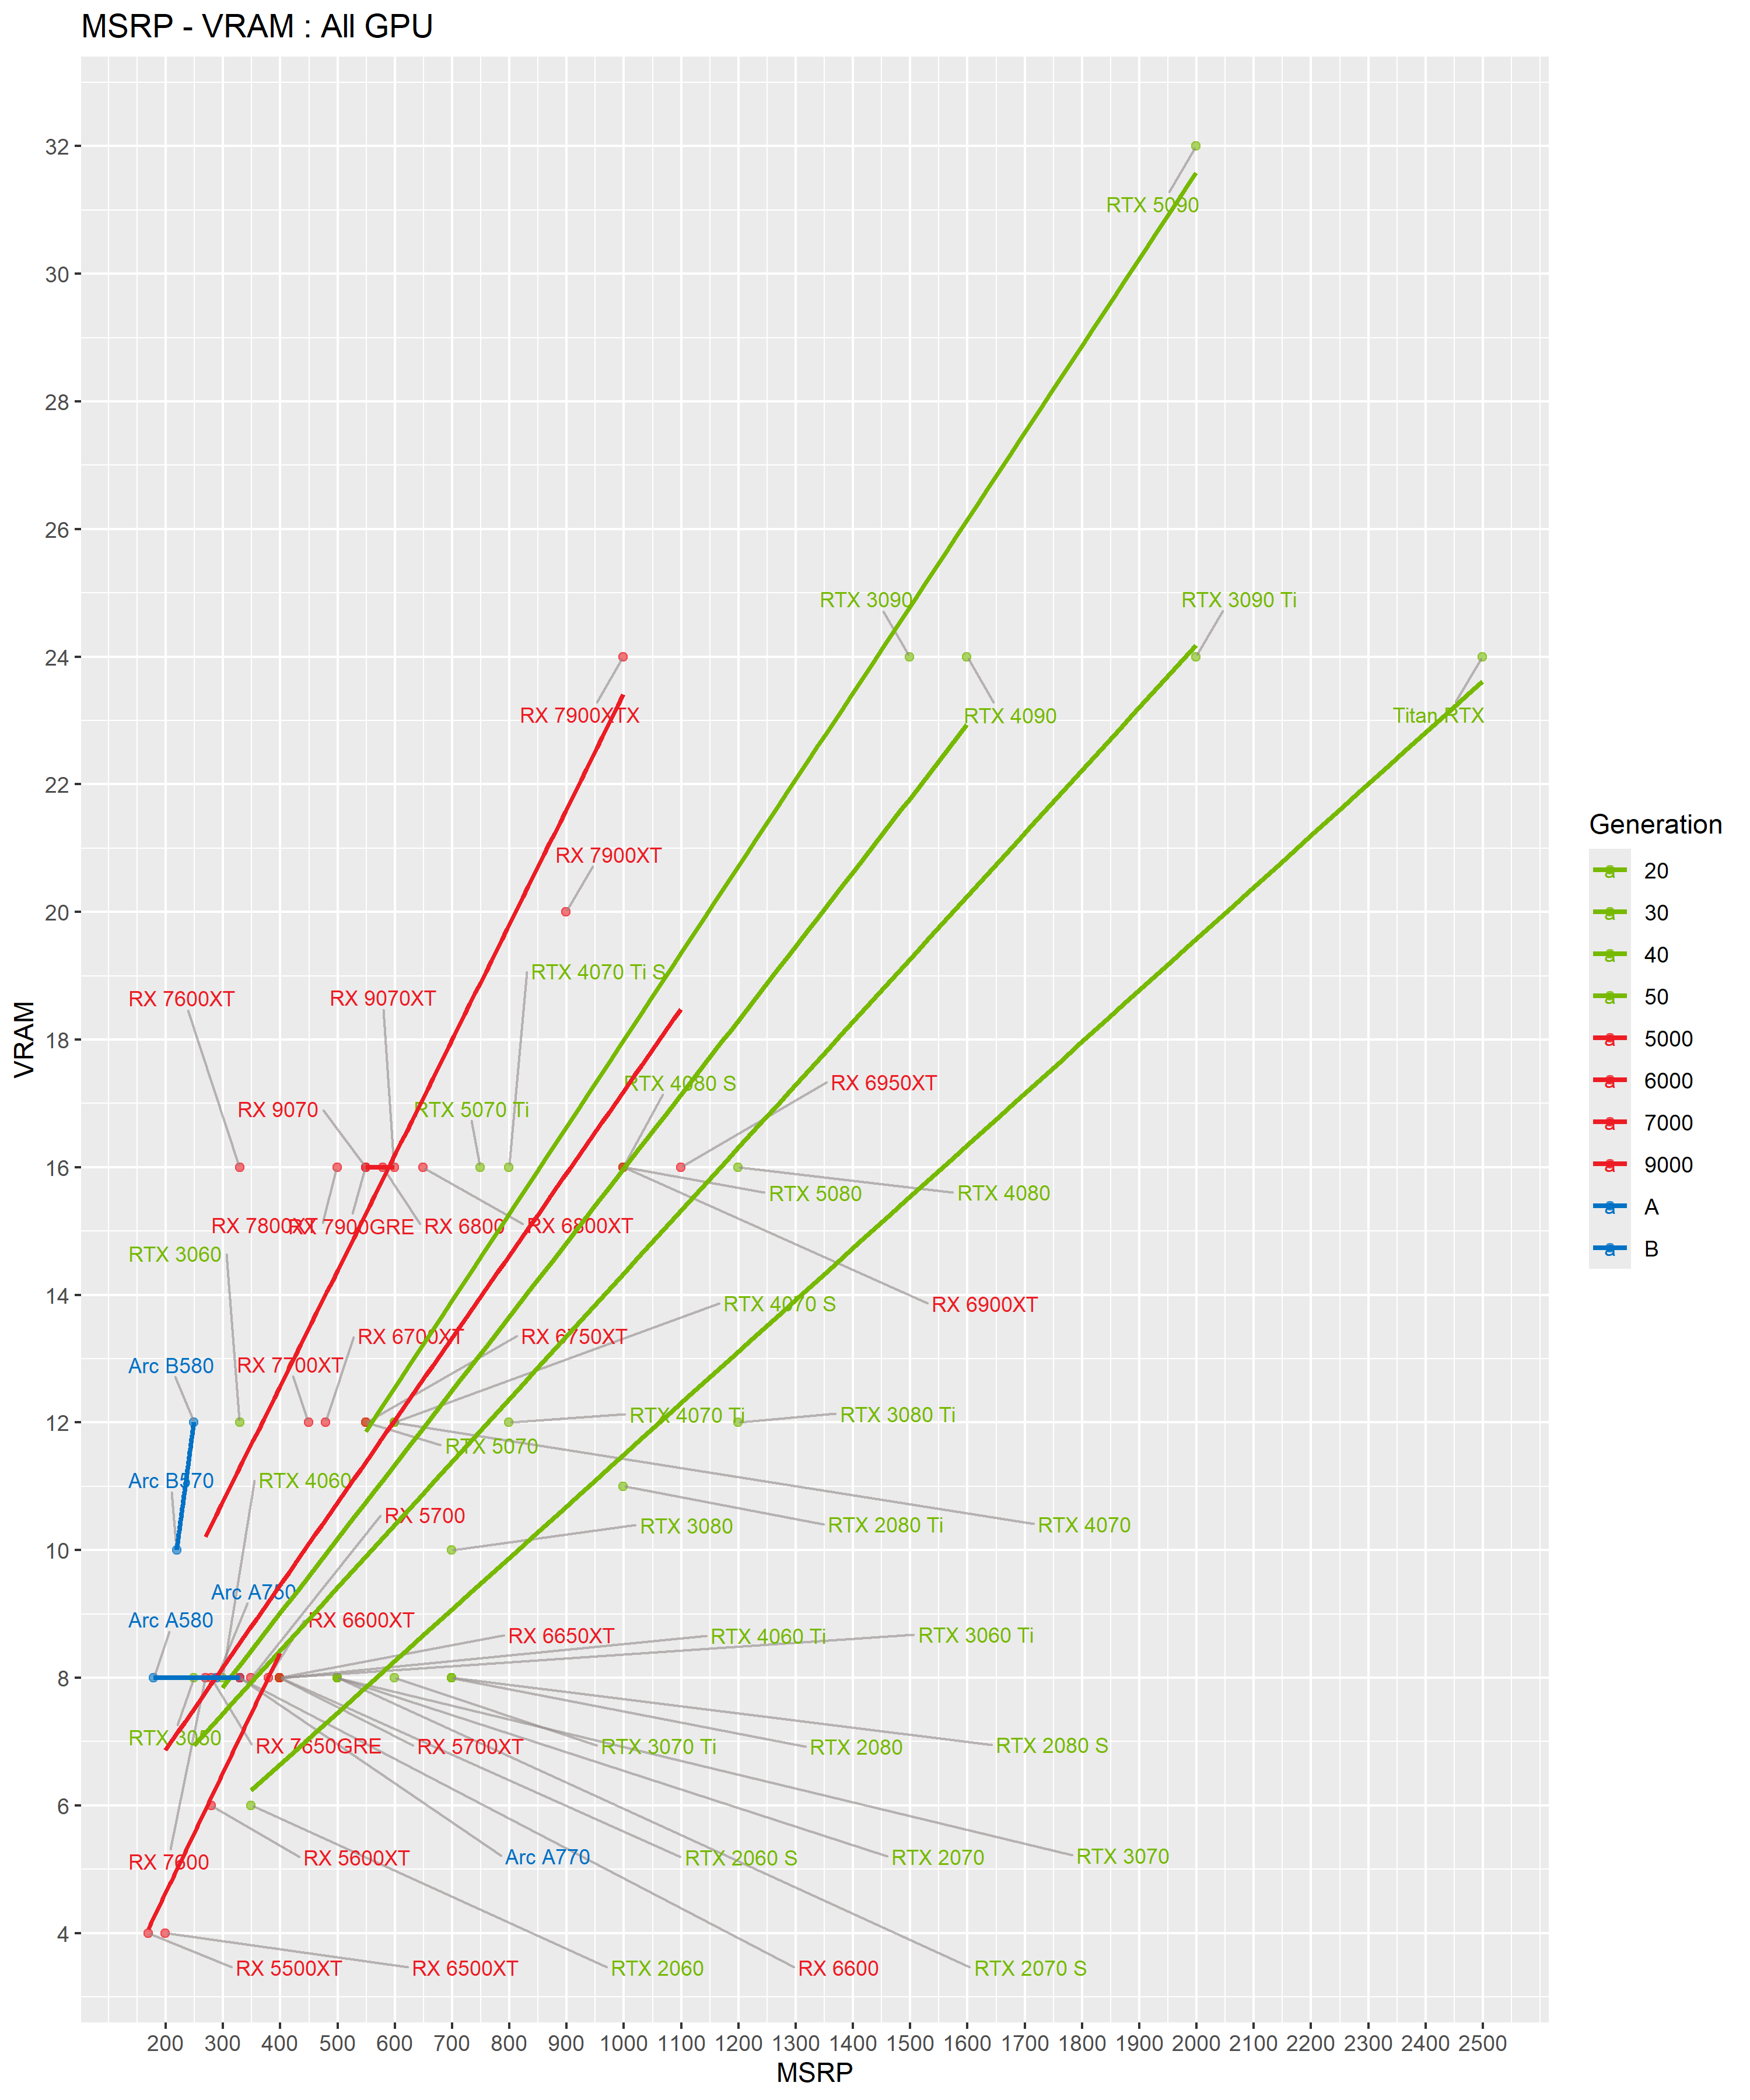 MSRP - VRAM : All GPU
VRAM
32
30
28
26
24
22
20
18
16
14
12
10
8
6
4
RTX 5090
RTX 3090
RTX 3090 Ti
RX 7900XTX
RTX 4090
Titan RTX
RX 7900XT
RTX 4070 Ti S
RX 7600XT
RX 9070XT
RTX 4080 S
RX 6950XT
RX 9070
RTX 5070 Ti
RTX 5080
RTX 4080
RX 7800XT
RX 7900GRE
RX 6800
RX 6800XT
RTX 3060
RTX 4070 S
RX 6900XT
RX 6700XT
RX 6750XT
Arc B580
RX 7700XT
RTX 4070 Ti
RTX 3080 Ti
RTX 5070
Arc B570
RTX 4060
RX 5700
RTX 3080
RTX 2080 Ti
RTX 4070
Arc A750
Arc A580
RX 6600XT
RX 6650XT
RTX 4060 Ti
RTX 3060 Ti
RTX 3050
RX 7650GRE
RX 5700XT
RTX 3070 Ti
RTX 2080
RTX 2080 S
RX 7600
RX 5600XT
Arc A770
RTX 2060 S
RTX 2070
RTX 3070
RX 5500XT
RX 6500XT
RTX 2060
RX 6600
RTX 2070 S
200 300 400 500 600 700 800 900 1000 1100 1200 1300 1400 1500 1600 1700 1800 1900 2000 2100 2200 2300 2400 2500
MSRP
Generation
a 20
a 30
a 40
a 50
a 5000
a 6000
a 7000
a 9000
a A
a B